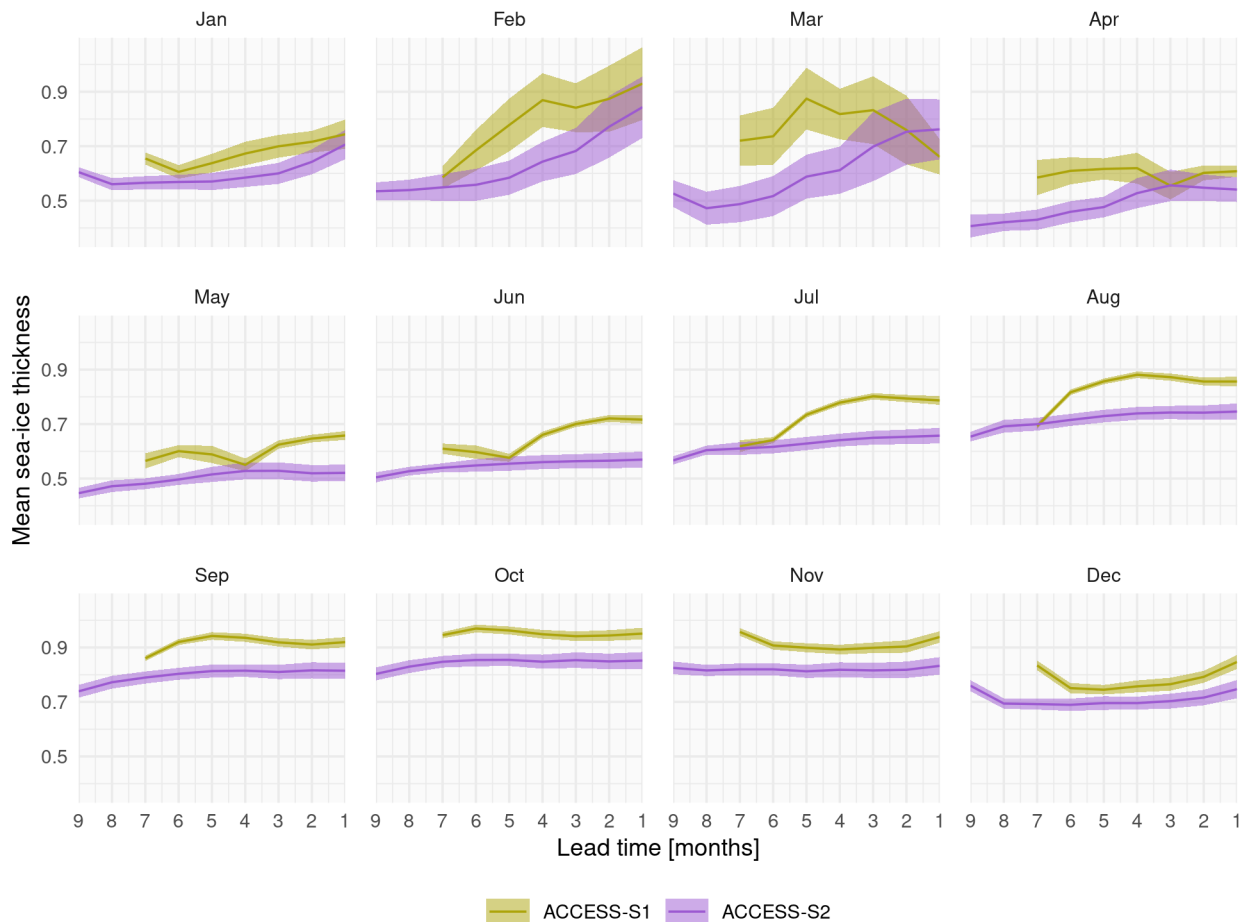 Jan Feb Mar Apr
0.9
0.7
0.5
May Jun Jul Aug
0.9
0.7
0.5
Mean sea-ice thickness
Sep Oct Nov Dec
0.9
0.7
0.5
9 8 7 6 5 4 3 2 1 9 8 7 6 5 4 3 2 1 9 8 7 6 5 4 3 2 1 9 8 7 6 5 4 3 2 1
Lead time [months]
ACCESS-S1 ACCESS-S2